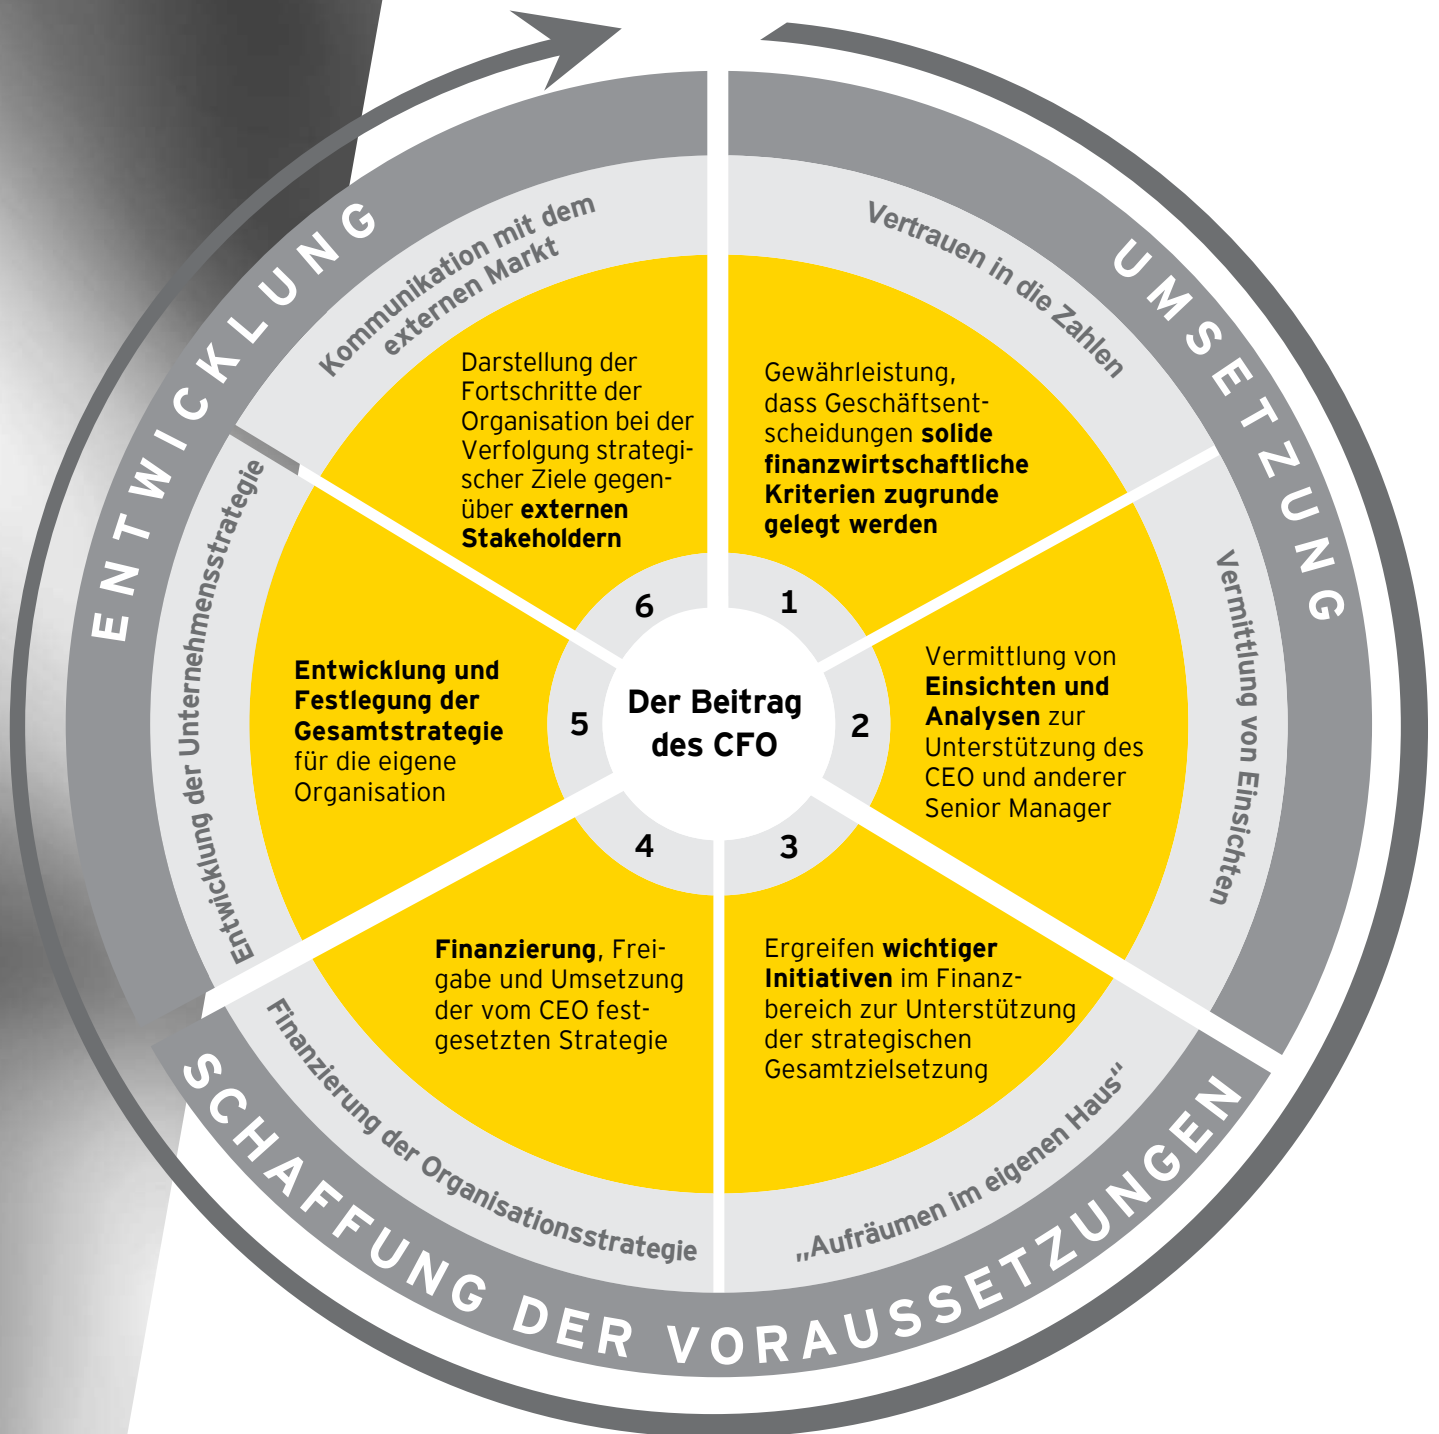 Der Beitrag
des CFO
UMSETZUNG
Vertrauen in die Zahlen
1
Gewährleistung,
dass Geschäftsent-
scheidungen solide
finanzwirtschaftliche
Kriterien zugrunde
gelegt werden
Vermittlung von Einsichten
2
Vermittlung von
Einsichten und
Analysen zur
Unterstützung des
CEO und anderer
Senior Manager
SCHAFFUNG DER VORAUSSETZUNGEN
„Aufräumen im eigenen Haus“
3
Ergreifen wichtiger
Initiativen im Finanz-
bereich zur Unterstützung
der strategischen
Gesamtzielsetzung
Finanzierung der Organisationsstrategie
4
Finanzierung, Frei-
gabe und Umsetzung
der vom CEO fest-
gesetzten Strategie
ENTWICKLUNG
Entwicklung der Unternehmensstrategie
5
Entwicklung und
Festlegung der
Gesamtstrategie
für die eigene
Organisation
Kommunikation mit dem
externen Markt
6
Darstellung der
Fortschritte der
Organisation bei der
Verfolgung strategi-
scher Ziele gegen-
über externen
Stakeholdern